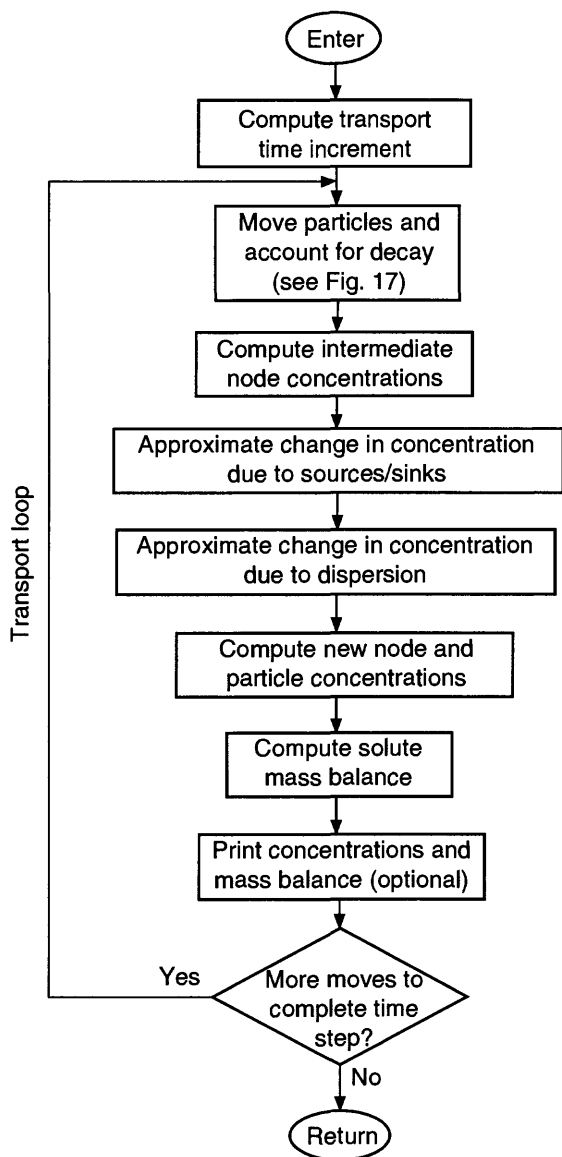 Enter
Compute transport
time increment
Move particles and
account for decay
(see Fig. 17)
Compute intermediate
node concentrations
Approximate change in concentration
due to sources/sinks
Approximate change in concentration
due to dispersion
Compute new node and
particle concentrations
Compute solute
mass balance
Print concentrations and
mass balance (optional)
More moves to
complete time
step?
Yes
No
Return
Transport loop